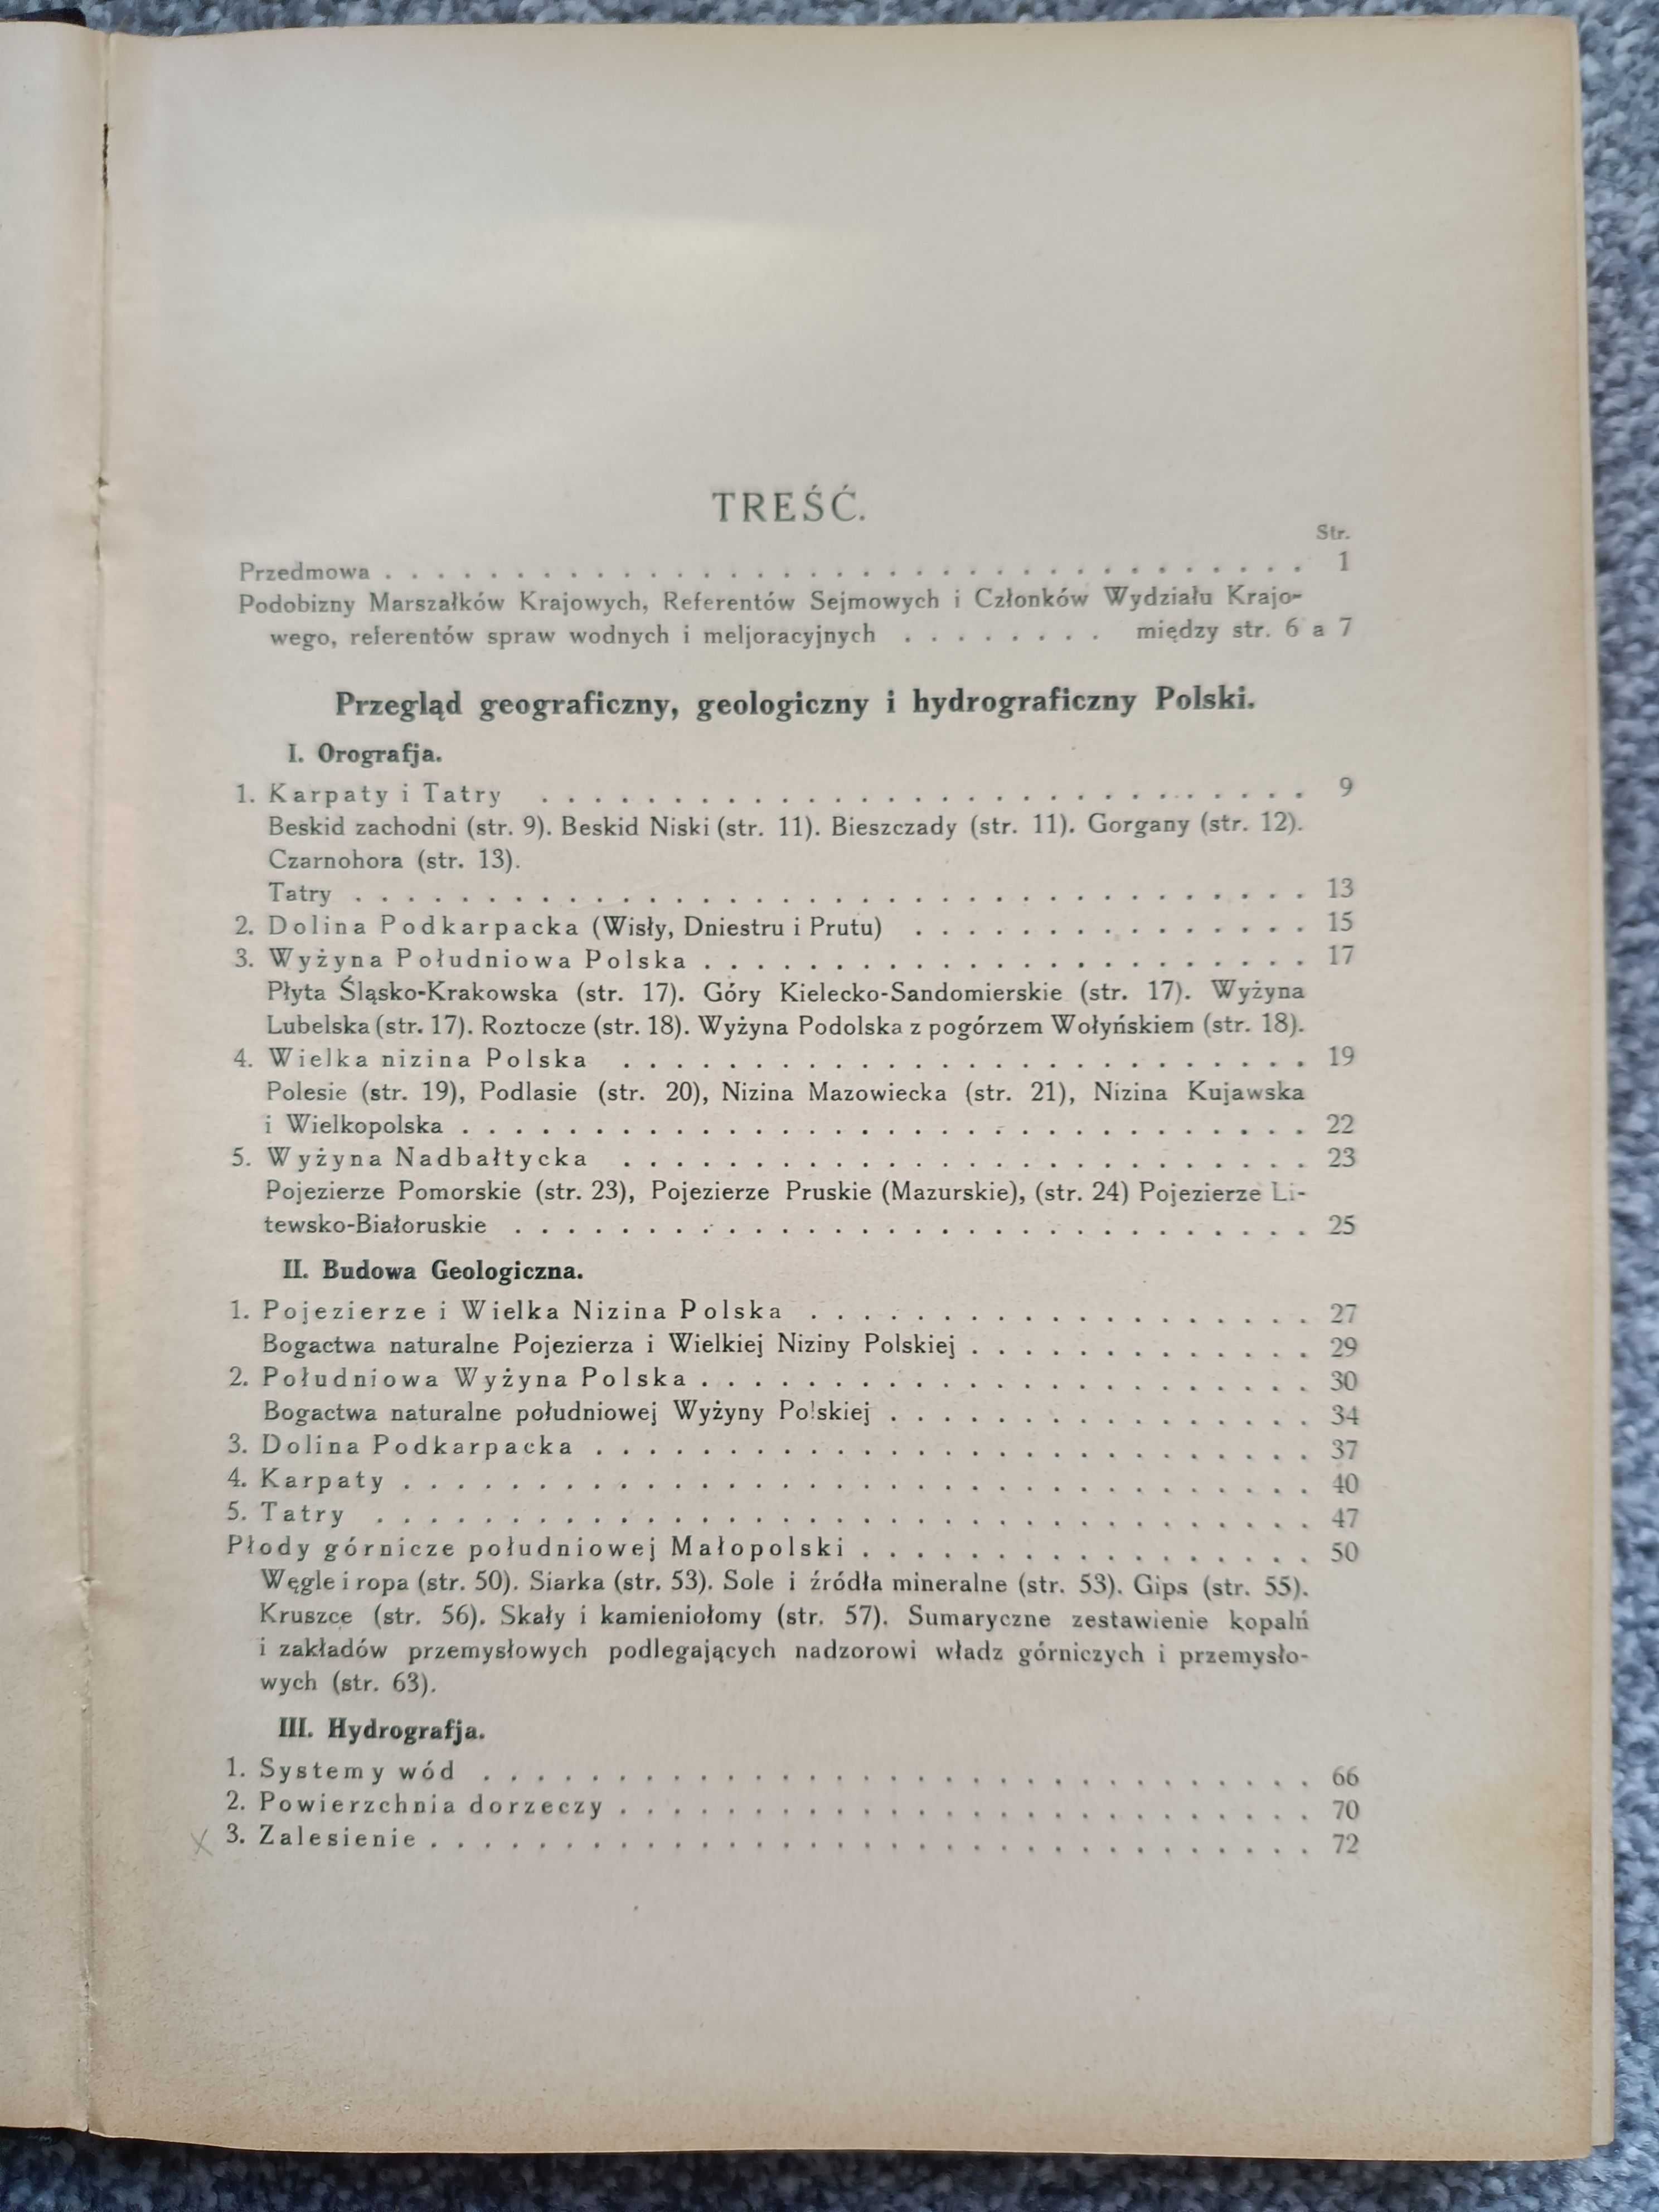 TREŚĆ.
Str.
Przedmowa . . . . . . . . . . . . . . . . . . . . . . . . . . . . . . . . . . . 1
Podobizny Marszałków Krajowych, Referentów Sejmowych i Członków Wydziału Krajo-
wego, referentów spraw wodnych i meljoracyjnych . . . . . . . . między str. 6 a 7
Przegląd geograficzny, geologiczny i hydrograficzny Polski.
I. Orografja.
1. Karpaty i Tatry . . . . . . . . . . . . . . . . . . . . . . . . . . . . . 9
Beskid zachodni (str. 9). Beskid Niski (str. 11). Bieszczady (str. 11). Gorgany (str. 12).
Czarnohora (str. 13).
Tatry . . . . . . . . . . . . . . . . . . . . . . . . . . . . . . . . . . . . 13
2. Dolina Podkarpacka (Wisły, Dniestru i Prutu) . . . . . . . . . . . . . . . 15
3. Wyżyna Południowa Polska . . . . . . . . . . . . . . . . . . . . . . . 17
Płyta Śląsko-Krakowska (str. 17). Góry Kielecko-Sandomierskie (str. 17). Wyżyna
Lubelska (str. 17). Roztocze (str. 18). Wyżyna Podolska z pogórzem Wołyńskiem (str. 18).
4. Wielka nizina Polska . . . . . . . . . . . . . . . . . . . . . . . . . . 19
Polesie (str. 19), Podlasie (str. 20), Nizina Mazowiecka (str. 21), Nizina Kujawska
i Wielkopolska . . . . . . . . . . . . . . . . . . . . . . . . . . . . . . . . 22
5. Wyżyna Nadbałtycka . . . . . . . . . . . . . . . . . . . . . . . . . . 23
Pojezierze Pomorskie (str. 23), Pojezierze Pruskie (Mazurskie), (str. 24) Pojezierze Li-
tewsko-Białoruskie . . . . . . . . . . . . . . . . . . . . . . . . . . . . . . 25
II. Budowa Geologiczna.
1. Pojezierze i Wielka Nizina Polska . . . . . . . . . . . . . . . . . . . 27
Bogactwa naturalne Pojezierza i Wielkiej Niziny Polskiej . . . . . . . . . . . . . 29
2. Południowa Wyżyna Polska . . . . . . . . . . . . . . . . . . . . . . . 30
Bogactwa naturalne południowej Wyżyny Polskiej . . . . . . . . . . . . . . . . 34
3. Dolina Podkarpacka . . . . . . . . . . . . . . . . . . . . . . . . . . . 37
4. Karpaty . . . . . . . . . . . . . . . . . . . . . . . . . . . . . . . . . . 40
5. Tatry . . . . . . . . . . . . . . . . . . . . . . . . . . . . . . . . . . . 47
Płody górnicze południowej Małopolski . . . . . . . . . . . . . . . . . 50
Węgle i ropa (str. 50). Siarka (str. 53). Sole i źródła mineralne (str. 53). Gips (str. 55).
Kruszce (str. 56). Skały i kamieniołomy (str. 57). Sumaryczne zestawienie kopalń
i zakładów przemysłowych podlegających nadzorowi władz górniczych i przemysło-
wych (str. 63).
III. Hydrografja.
1. Systemy wód . . . . . . . . . . . . . . . . . . . . . . . . . . . . . . . 66
2. Powierzchnia dorzeczy . . . . . . . . . . . . . . . . . . . . . . . . . . 70
x 3. Zalesienie . . . . . . . . . . . . . . . . . . . . . . . . . . . . . . . . . 72